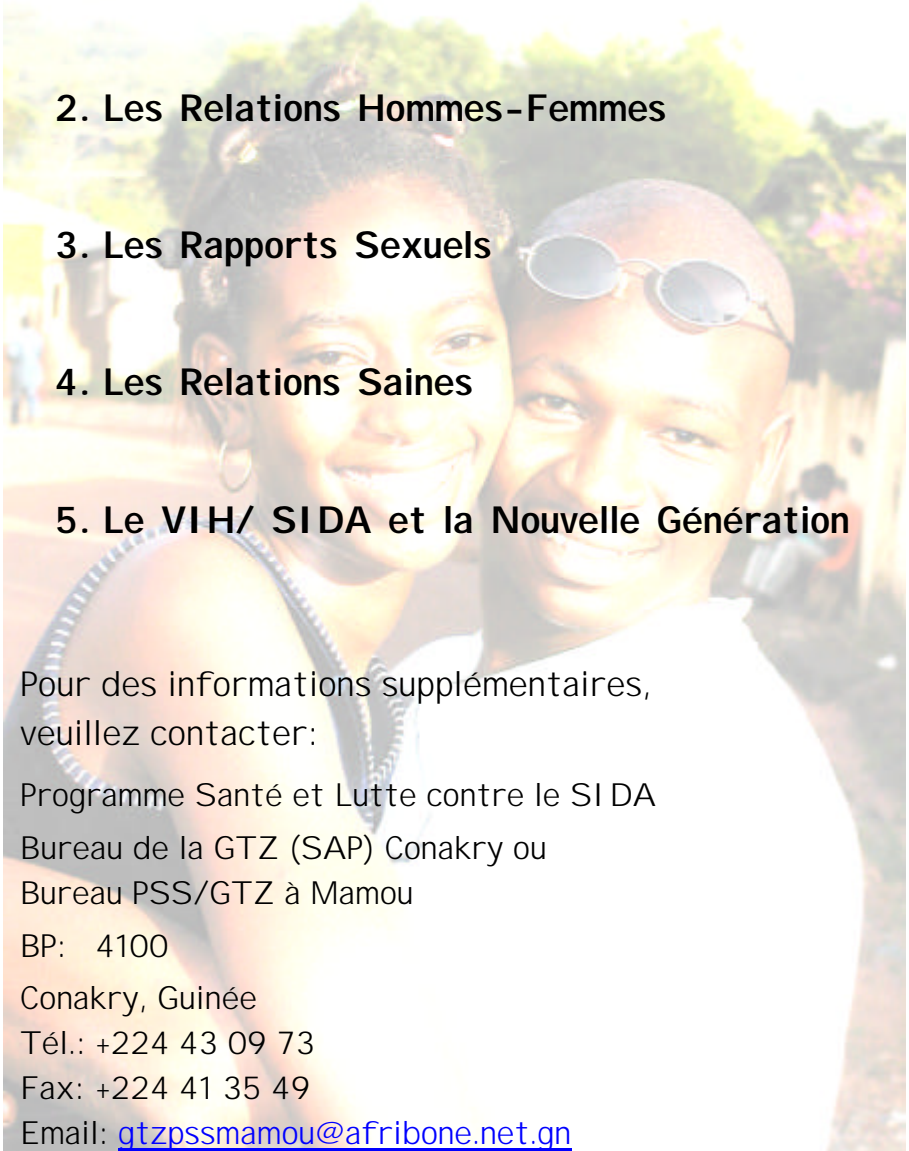 2. Les Relations Hommes-Femmes
3. Les Rapports Sexuels
4. Les Relations Saines
5. Le VIH/ SIDA et la Nouvelle Génération
Pour des informations supplémentaires,
veuillez contacter:
Programme Santé et Lutte contre le SIDA
Bureau de la GTZ (SAP) Conakry ou
Bureau PSS/GTZ à Mamou
BP: 4100
Conakry, Guinée
Tél.: +224 43 09 73
Fax: +224 41 35 49
Email: gtzpssmamou@afribone.net.gn